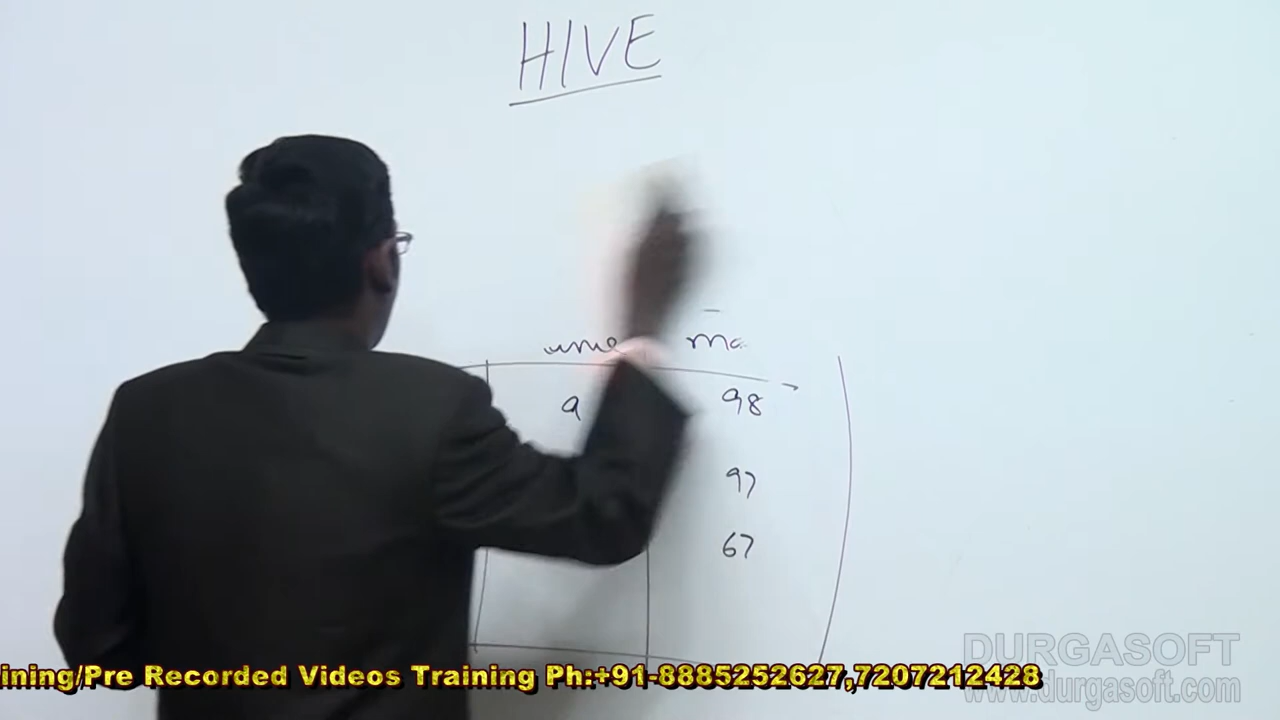 HIVE
a 98
97
67
DURGASOFT
ining/Pre Recorded Videos Training Ph:+91-8885252627,7207212428
www.durgasoft.com